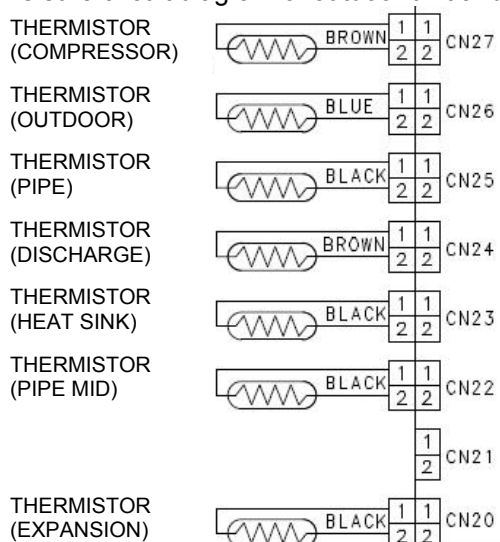 THERMISTOR
(COMPRESSOR)
BROWN 1 1 CN27
2 2
THERMISTOR
(OUTDOOR)
BLUE 1 1 CN26
2 2
THERMISTOR
(PIPE)
BLACK 1 1 CN25
2 2
THERMISTOR
(DISCHARGE)
BROWN 1 1 CN24
2 2
THERMISTOR
(HEAT SINK)
BLACK 1 1 CN23
2 2
THERMISTOR
(PIPE MID)
BLACK 1 1 CN22
2 2
1 CN21
2
THERMISTOR
(EXPANSION)
BLACK 1 1 CN20
2 2